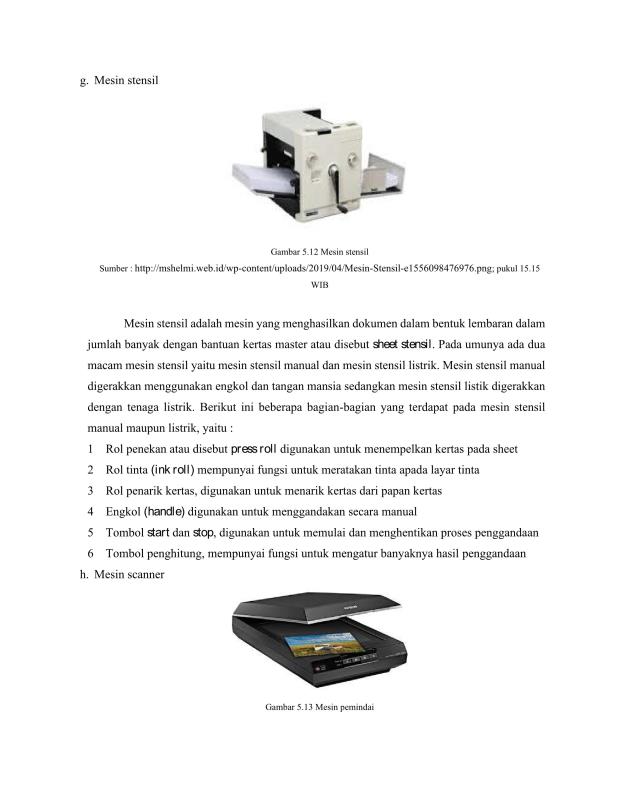 g. Mesin stensil
Gambar 5.12 Mesin stensil
Sumber : http://mshelmi.web.id/wp-content/uploads/2019/04/Mesin-Stensil-e1556098476976.png; pukul 15.15
WIB
Mesin stensil adalah mesin yang menghasilkan dokumen dalam bentuk lembaran dalam
jumlah banyak dengan bantuan kertas master atau disebut sheet stensil. Pada umunya ada dua
macam mesin stensil yaitu mesin stensil manual dan mesin stensil listrik. Mesin stensil manual
digerakkan menggunakan engkol dan tangan mansia sedangkan mesin stensil listik digerakkan
dengan tenaga listrik. Berikut ini beberapa bagian-bagian yang terdapat pada mesin stensil
manual maupun listrik, yaitu :
1 Rol penekan atau disebut press roll digunakan untuk menempelkan kertas pada sheet
2 Rol tinta (ink roll) mempunyai fungsi untuk meratakan tinta apada layar tinta
3 Rol penarik kertas, digunakan untuk menarik kertas dari papan kertas
4 Engkol (handle) digunakan untuk menggandakan secara manual
5 Tombol start dan stop, digunakan untuk memulai dan menghentikan proses penggandaan
6 Tombol penghitung, mempunyai fungsi untuk mengatur banyaknya hasil penggandaan
h. Mesin scanner
Gambar 5.13 Mesin pemindai